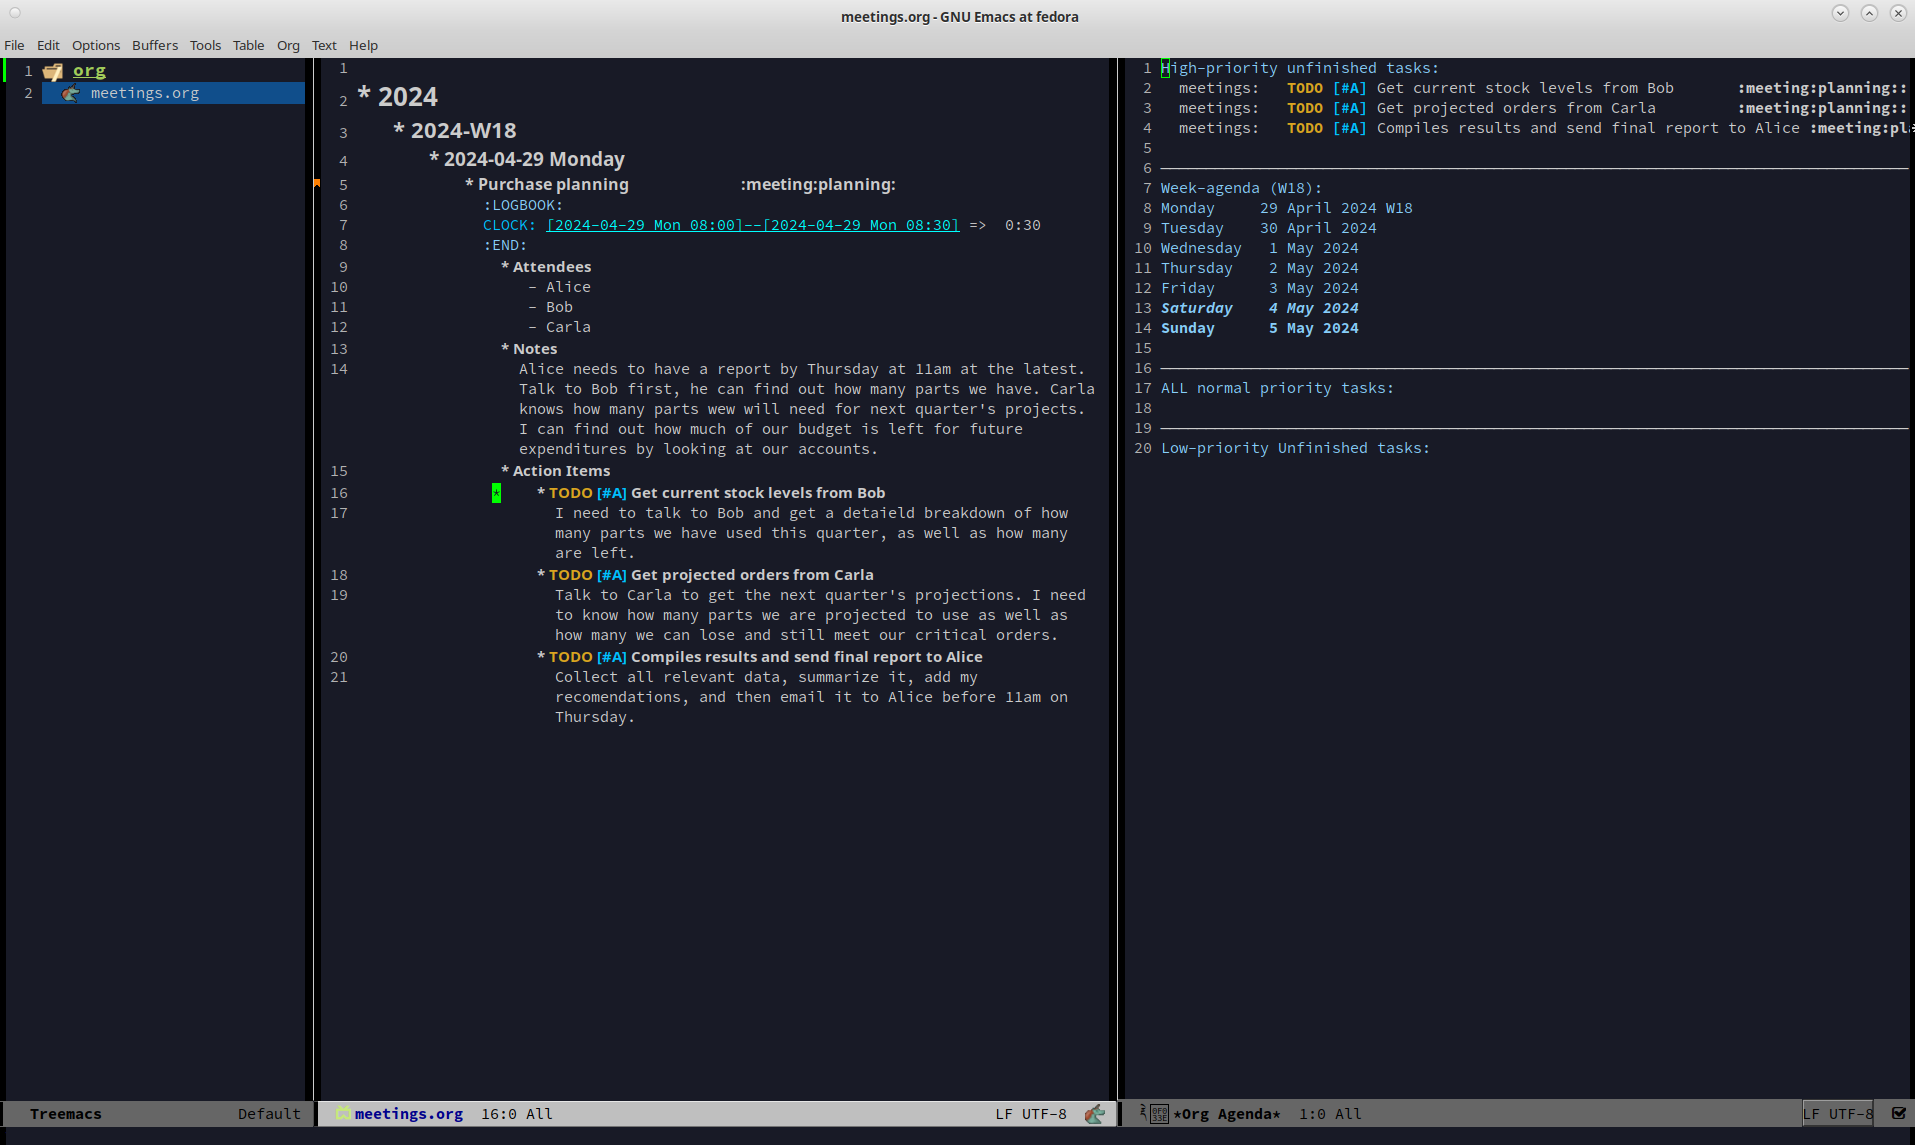 meetings.org - GNU Emacs at fedora
File Edit Options Buffers Tools Table Org Text Help
1 org
2 meetings.org
1
2 * 2024
3 * 2024-W18
4 * 2024-04-29 Monday
5 * Purchase planning :meeting:planning:
6 :LOGBOOK:
7 CLOCK: [2024-04-29 Mon 08:00]--[2024-04-29 Mon 08:30] => 0:30
8 :END:
9 * Attendees
10 - Alice
11 - Bob
12 - Carla
13 * Notes
14 Alice needs to have a report by Thursday at 11am at the latest.
Talk to Bob first, he can find out how many parts we have. Carla
knows how many parts wew will need for next quarter's projects.
I can find out how much of our budget is left for future
expenditures by looking at our accounts.
15 * Action Items
16 * * TODO [#A] Get current stock levels from Bob
17 I need to talk to Bob and get a detaield breakdown of how
many parts we have used this quarter, as well as how many
are left.
18 * TODO [#A] Get projected orders from Carla
19 Talk to Carla to get the next quarter's projections. I need
to know how many parts we are projected to use as well as
how many we can lose and still meet our critical orders.
20 * TODO [#A] Compiles results and send final report to Alice
21 Collect all relevant data, summarize it, add my
recomendations, and then email it to Alice before 11am on
Thursday.
1 High-priority unfinished tasks:
2 meetings: TODO [#A] Get current stock levels from Bob :meeting:planning::
3 meetings: TODO [#A] Get projected orders from Carla :meeting:planning::
4 meetings: TODO [#A] Compiles results and send final report to Alice :meeting:pl
5
6
7 Week-agenda (W18):
8 Monday 29 April 2024 W18
9 Tuesday 30 April 2024
10 Wednesday 1 May 2024
11 Thursday 2 May 2024
12 Friday 3 May 2024
13 Saturday 4 May 2024
14 Sunday 5 May 2024
15
16
17 ALL normal priority tasks:
18
19
20 Low-priority Unfinished tasks:
Treemacs Default
meetings.org 16:0 All LF UTF-8
0F033E *Org Agenda* 1:0 All LF UTF-8